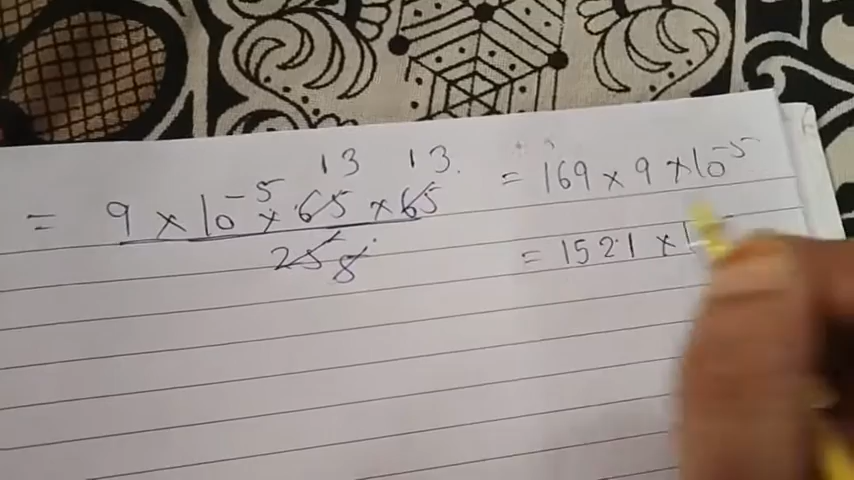 13 13
= 9 × 10⁻⁵ × 65 × 65
25 5
= 169 × 9 × 10⁻⁵
= 1521 ×